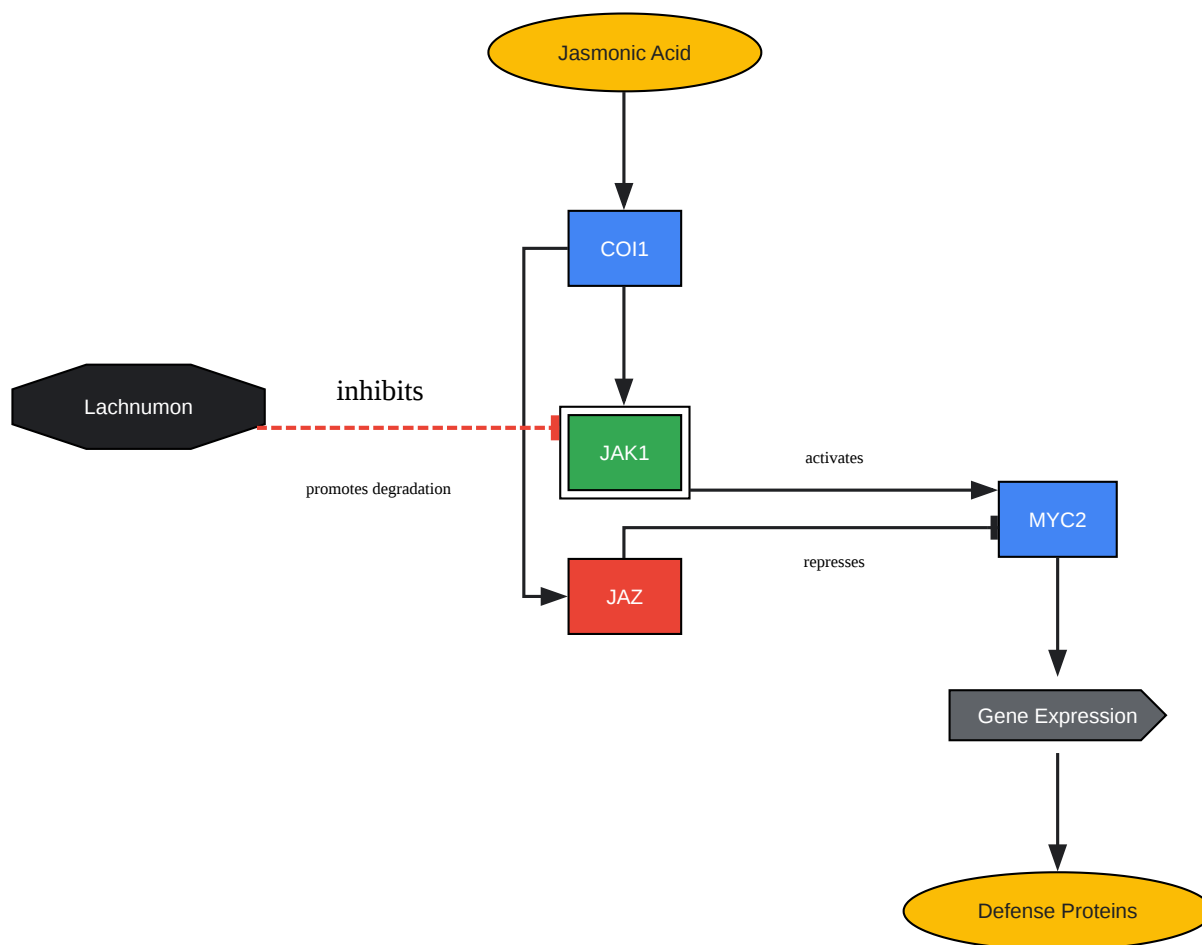 Jasmonic Acid
COI1
inhibits
Lachnumon
JAK1
activates
promotes degradation
MYC2
represses
JAZ
Gene Expression
Defense Proteins